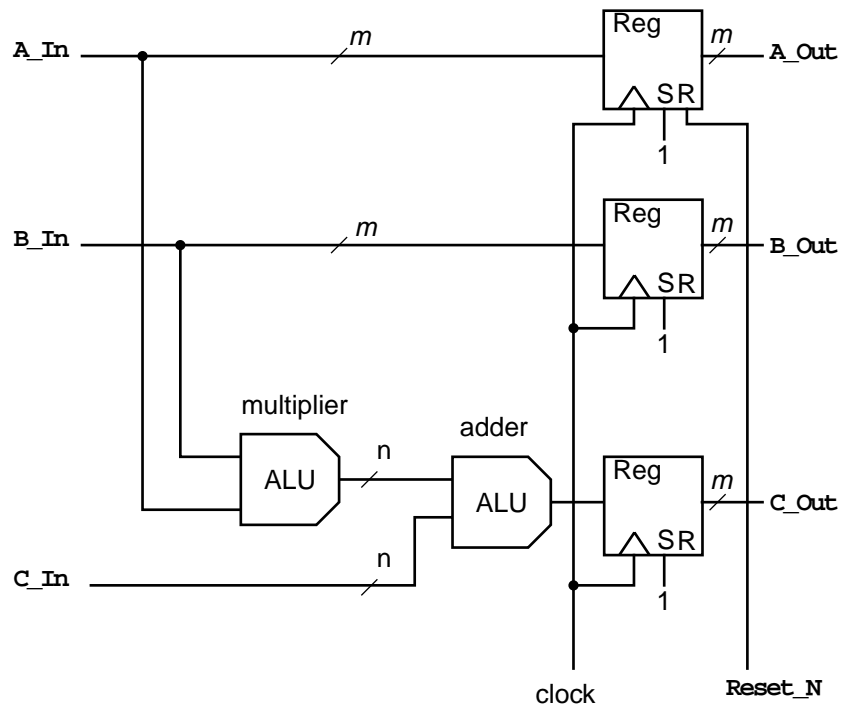 A_In
m
Reg
m
A_Out
S R
1
B_In
m
Reg
m
B_Out
S R
1
multiplier
ALU
n
adder
ALU
Reg
m
C_Out
S R
1
C_In
n
clock
Reset_N